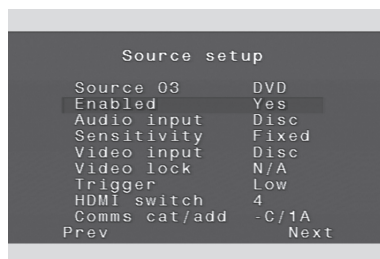 Source setup
Source 03 DVD
Enabled Yes
Audio input Disc
Sensitivity Fixed
Video input Disc
Video lock N/A
Trigger Low
HDMI switch 4
Comms cat/add -C/1A
Prev Next